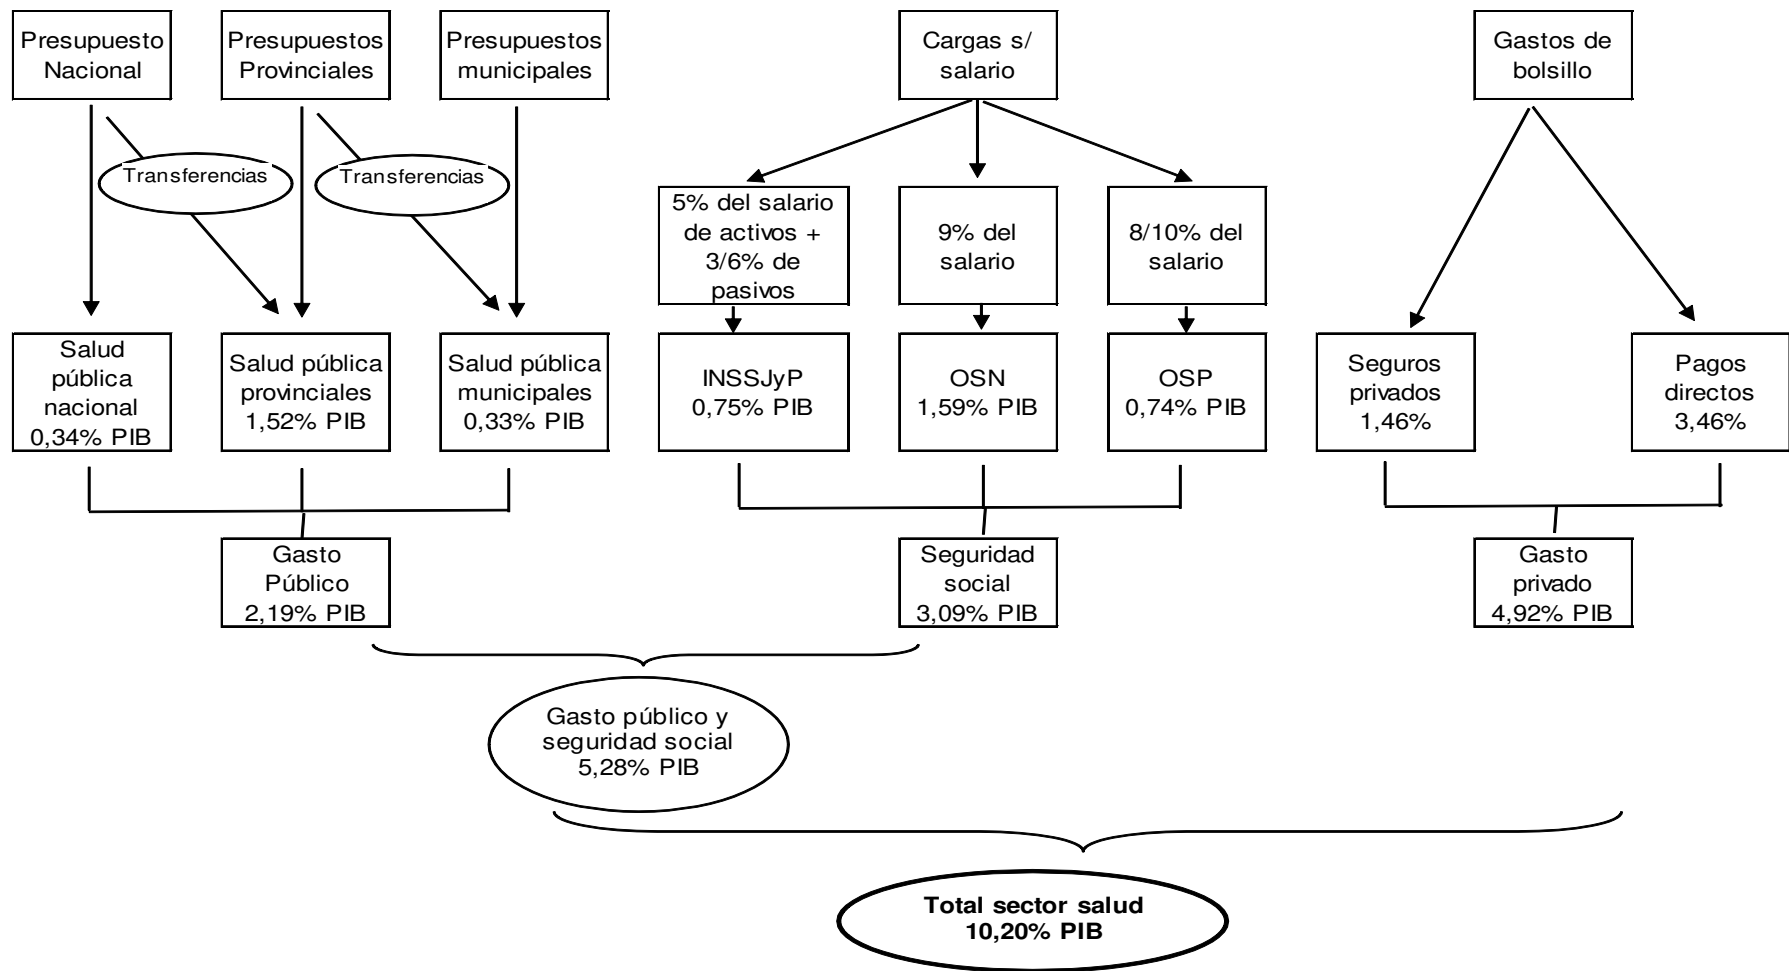 Presupuesto
Nacional
Presupuestos
Provinciales
Presupuestos
municipales
Cargas s/
salario
Gastos de
bolsillo
Transferencias
Transferencias
5% del salario
de activos +
3/6% de
pasivos
9% del
salario
8/10% del
salario
Salud
pública
nacional
0,34% PIB
Salud pública
provinciales
1,52% PIB
Salud pública
municipales
0,33% PIB
INSSJyP
0,75% PIB
OSN
1,59% PIB
OSP
0,74% PIB
Seguros
privados
1,46%
Pagos
directos
3,46%
Gasto
Público
2,19% PIB
Seguridad
social
3,09% PIB
Gasto
privado
4,92% PIB
Gasto público y
seguridad social
5,28% PIB
Total sector salud
10,20% PIB